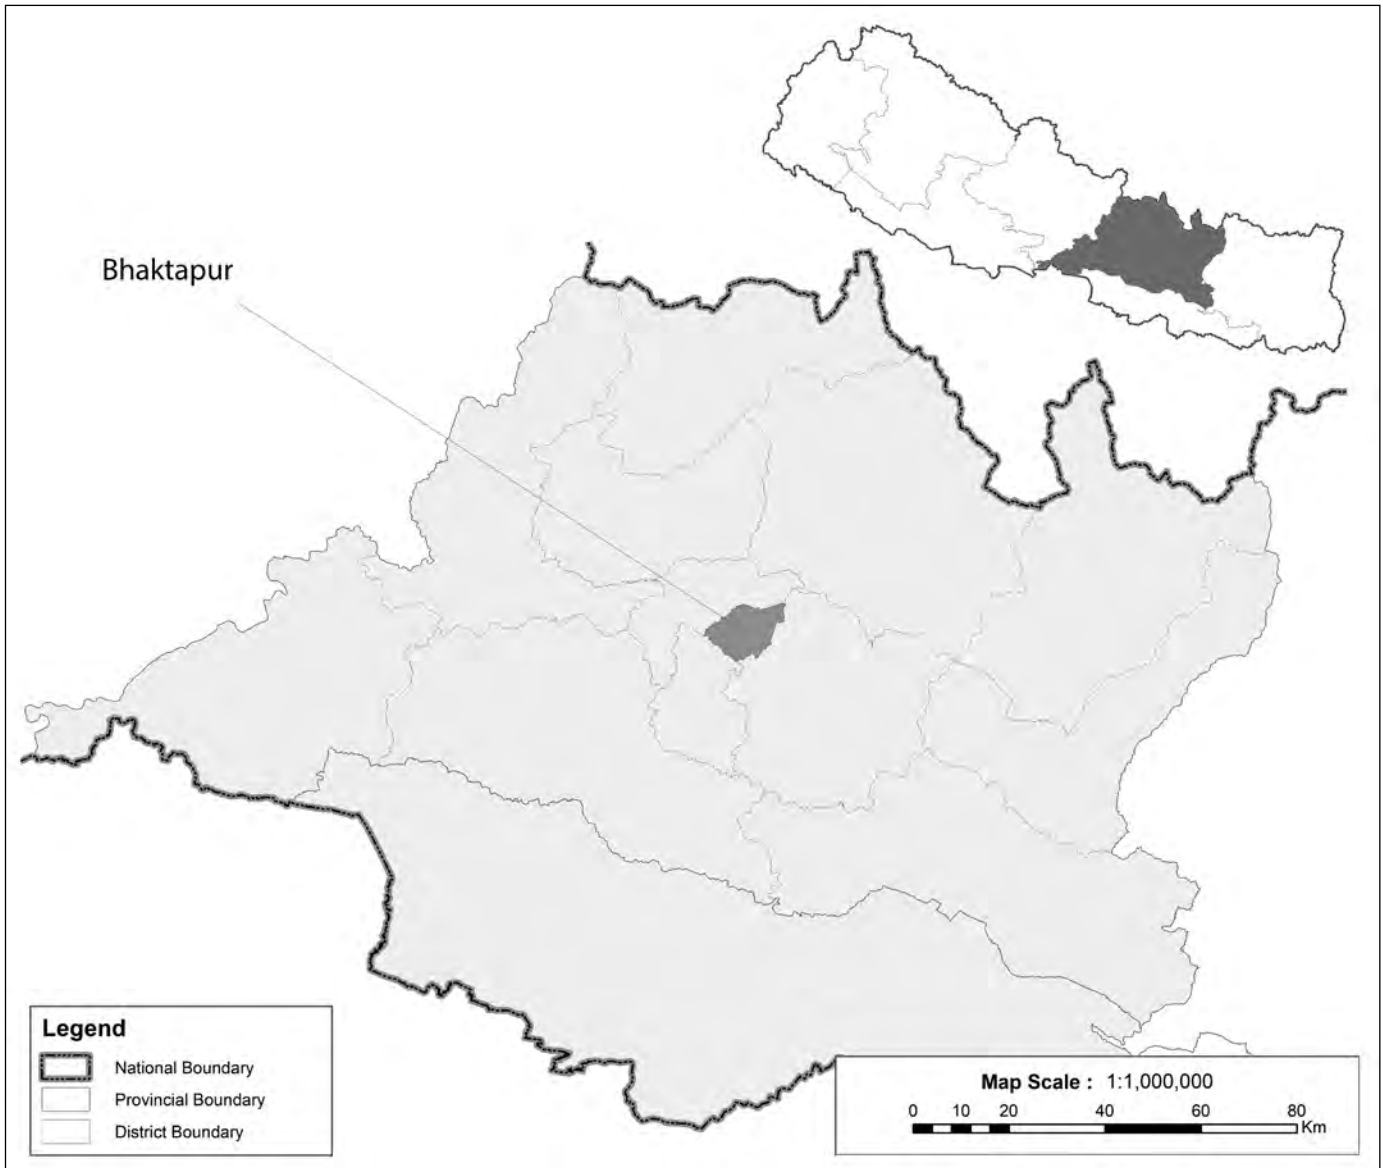 Bhaktapur
Legend
National Boundary
Provincial Boundary
District Boundary
Map Scale : 1:1,000,000
0 10 20 40 60 80
Km